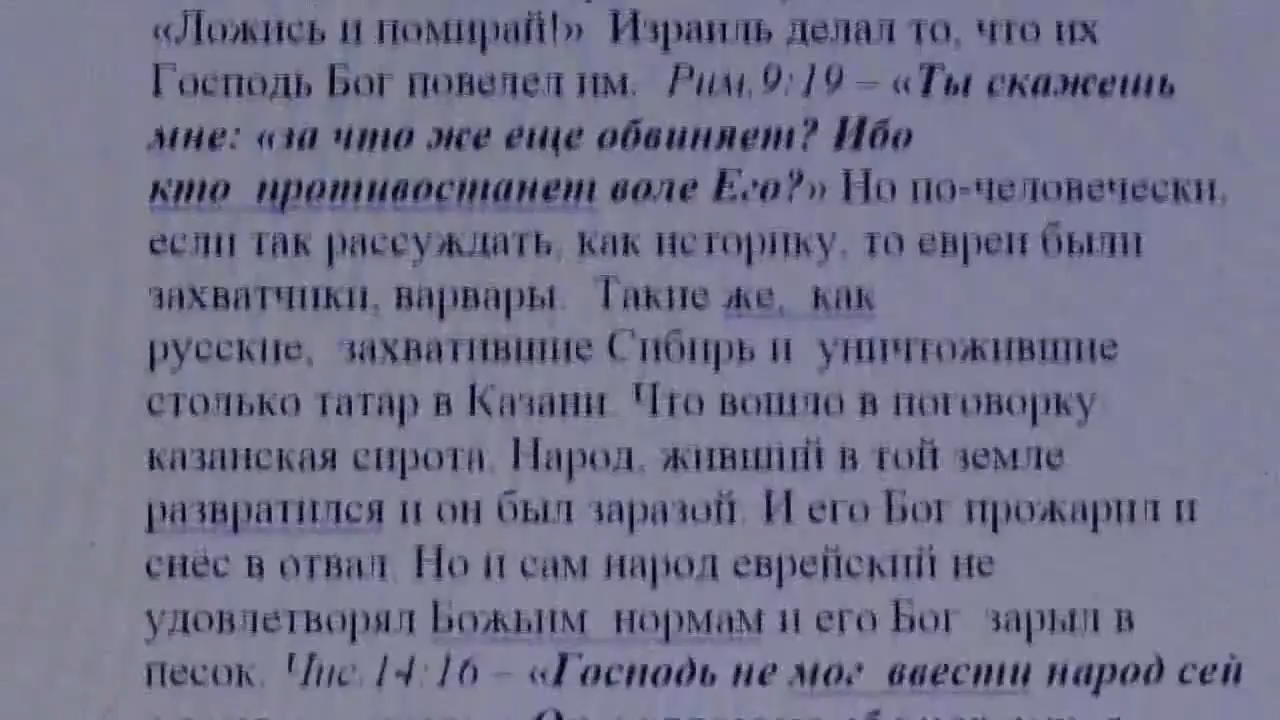 «Ложись и помирай!» Израиль делал то, что их
Господь Бог повелел им. Рим.9:19 – «Ты скажешь
мне: «за что же еще обвиняет? Ибо
кто противостанет воле Его?» Но по-человечески,
если так рассуждать, как историку, то евреи были
захватчики, варвары. Такие же, как
русские, захватившие Сибирь и уничтожившие
столько татар в Казани. Что вошло в поговорку
казанская сирота. Народ, живший в той земле
развратился и он был заразой. И его Бог прожарил и
снёс в отвал. Но и сам народ еврейский не
удовлетворял Божьим нормам и его Бог зарыл в
песок. Чис.14:16 – «Господь не мог ввести народ сей